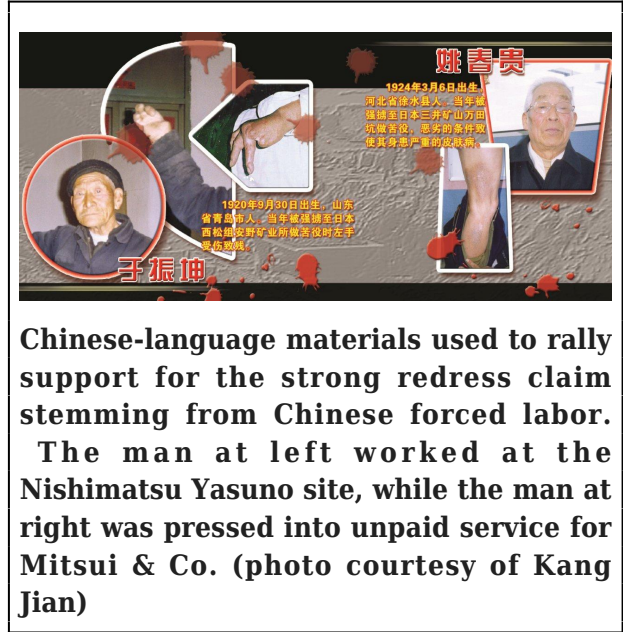 姚春贵
1924年3月6日出生，
河北省徐水县人。当年被
强掳至日本三井矿山万田
坑做苦役，恶劣的条件致
使其身患严重的皮肤病。
1920年9月30日出生，山东
省青岛市人。当年被强掳至日本
西松组安野矿业所做苦役时左手
受伤致残。
于振坤
Chinese-language materials used to rally
support for the strong redress claim
stemming from Chinese forced labor.
The man at left worked at the
Nishimatsu Yasuno site, while the man at
right was pressed into unpaid service for
Mitsui & Co. (photo courtesy of Kang
Jian)